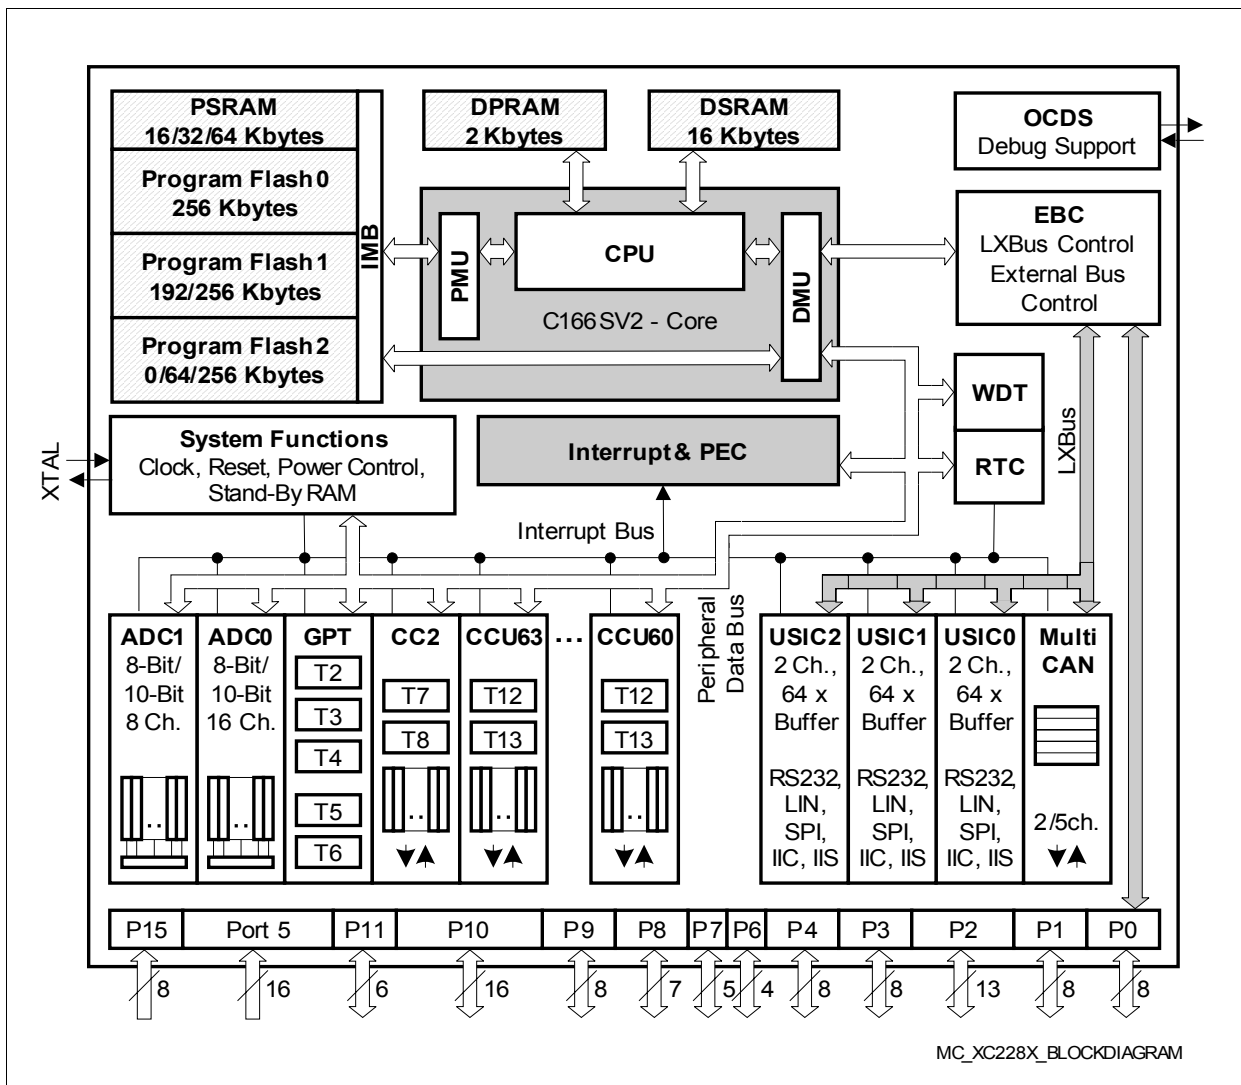 PSRAM
16/32/64 Kbytes
Program Flash 0
256 Kbytes
Program Flash 1
192/256 Kbytes
Program Flash 2
0/64/256 Kbytes
IMB
DPRAM
2 Kbytes
DSRAM
16 Kbytes
PMU
CPU
DMU
C166SV2 - Core
OCDS
Debug Support
EBC
LXBus Control
External Bus
Control
WDT
RTC
LXBus
XTAL
System Functions
Clock, Reset, Power Control,
Stand-By RAM
Interrupt & PEC
Interrupt Bus
Peripheral
Data Bus
ADC1
8-Bit/
10-Bit
8 Ch.
ADC0
8-Bit/
10-Bit
16 Ch.
GPT
T2
T3
T4
T5
T6
CC2
T7
T8
CCU63
T12
T13
...
CCU60
T12
T13
USIC2
2 Ch.,
64 x
Buffer
RS232,
LIN,
SPI,
IIC, IIS
USIC1
2 Ch.,
64 x
Buffer
RS232,
LIN,
SPI,
IIC, IIS
USIC0
2 Ch.,
64 x
Buffer
RS232,
LIN,
SPI,
IIC, IIS
Multi
CAN
2/5ch.
P15 Port 5 P11 P10 P9 P8 P7 P6 P4 P3 P2 P1 P0
8 16 6 16 8 7 5 4 8 8 13 8 8
MC_XC228X_BLOCKDIAGRAM